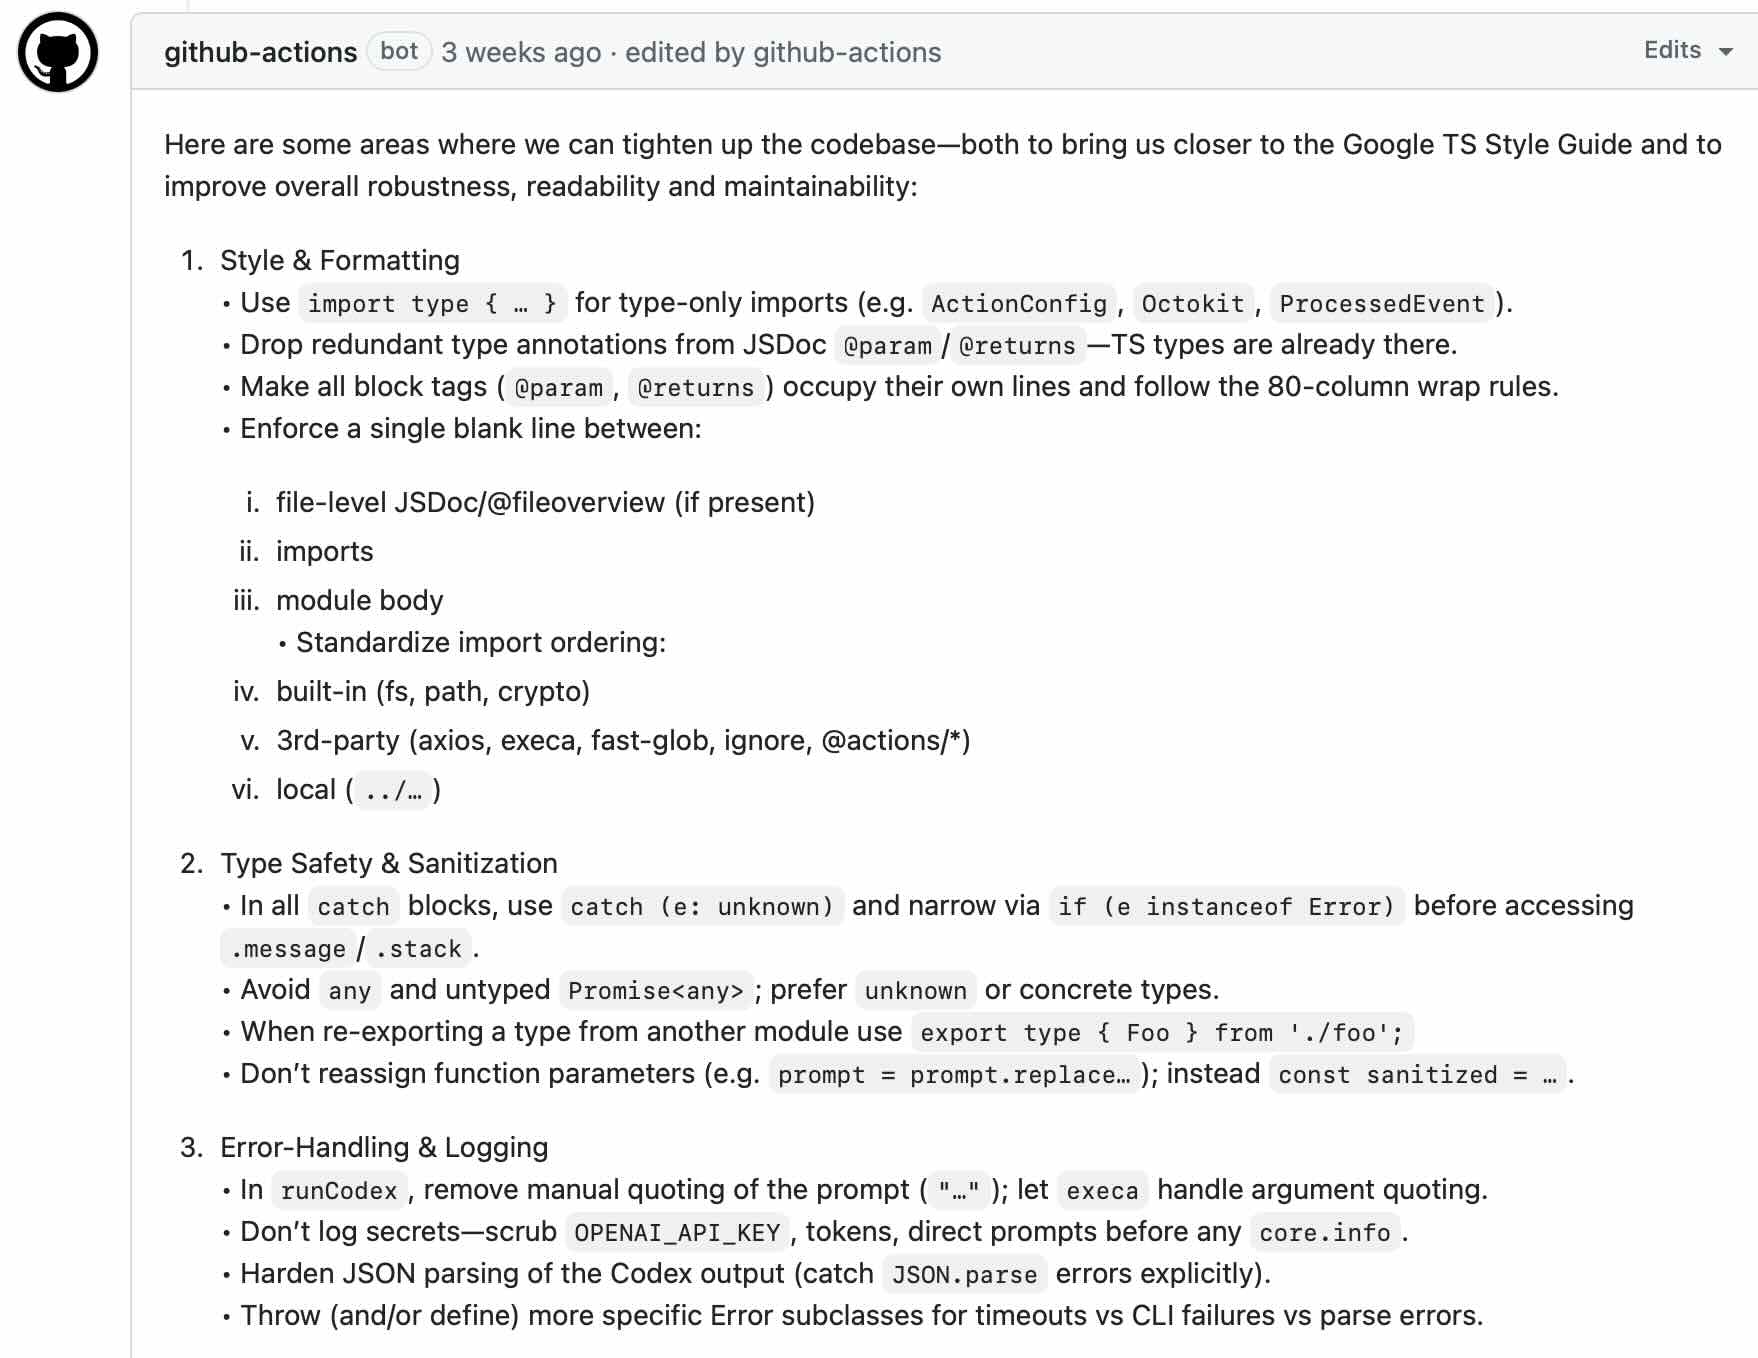 github-actions bot 3 weeks ago · edited by github-actions Edits
Here are some areas where we can tighten up the codebase—both to bring us closer to the Google TS Style Guide and to
improve overall robustness, readability and maintainability:
1. Style & Formatting
• Use import type { … } for type-only imports (e.g. ActionConfig, Octokit, ProcessedEvent).
• Drop redundant type annotations from JSDoc @param/@returns—TS types are already there.
• Make all block tags (@param, @returns) occupy their own lines and follow the 80-column wrap rules.
• Enforce a single blank line between:
i. file-level JSDoc/@fileoverview (if present)
ii. imports
iii. module body
• Standardize import ordering:
iv. built-in (fs, path, crypto)
v. 3rd-party (axios, execa, fast-glob, ignore, @actions/*)
vi. local (../…)
2. Type Safety & Sanitization
• In all catch blocks, use catch (e: unknown) and narrow via if (e instanceof Error) before accessing
.message/.stack.
• Avoid any and untyped Promise<any>; prefer unknown or concrete types.
• When re-exporting a type from another module use export type { Foo } from './foo';
• Don’t reassign function parameters (e.g. prompt = prompt.replace…); instead const sanitized = ….
3. Error-Handling & Logging
• In runCodex, remove manual quoting of the prompt ("…"); let execa handle argument quoting.
• Don’t log secrets—scrub OPENAI_API_KEY, tokens, direct prompts before any core.info.
• Harden JSON parsing of the Codex output (catch JSON.parse errors explicitly).
• Throw (and/or define) more specific Error subclasses for timeouts vs CLI failures vs parse errors.